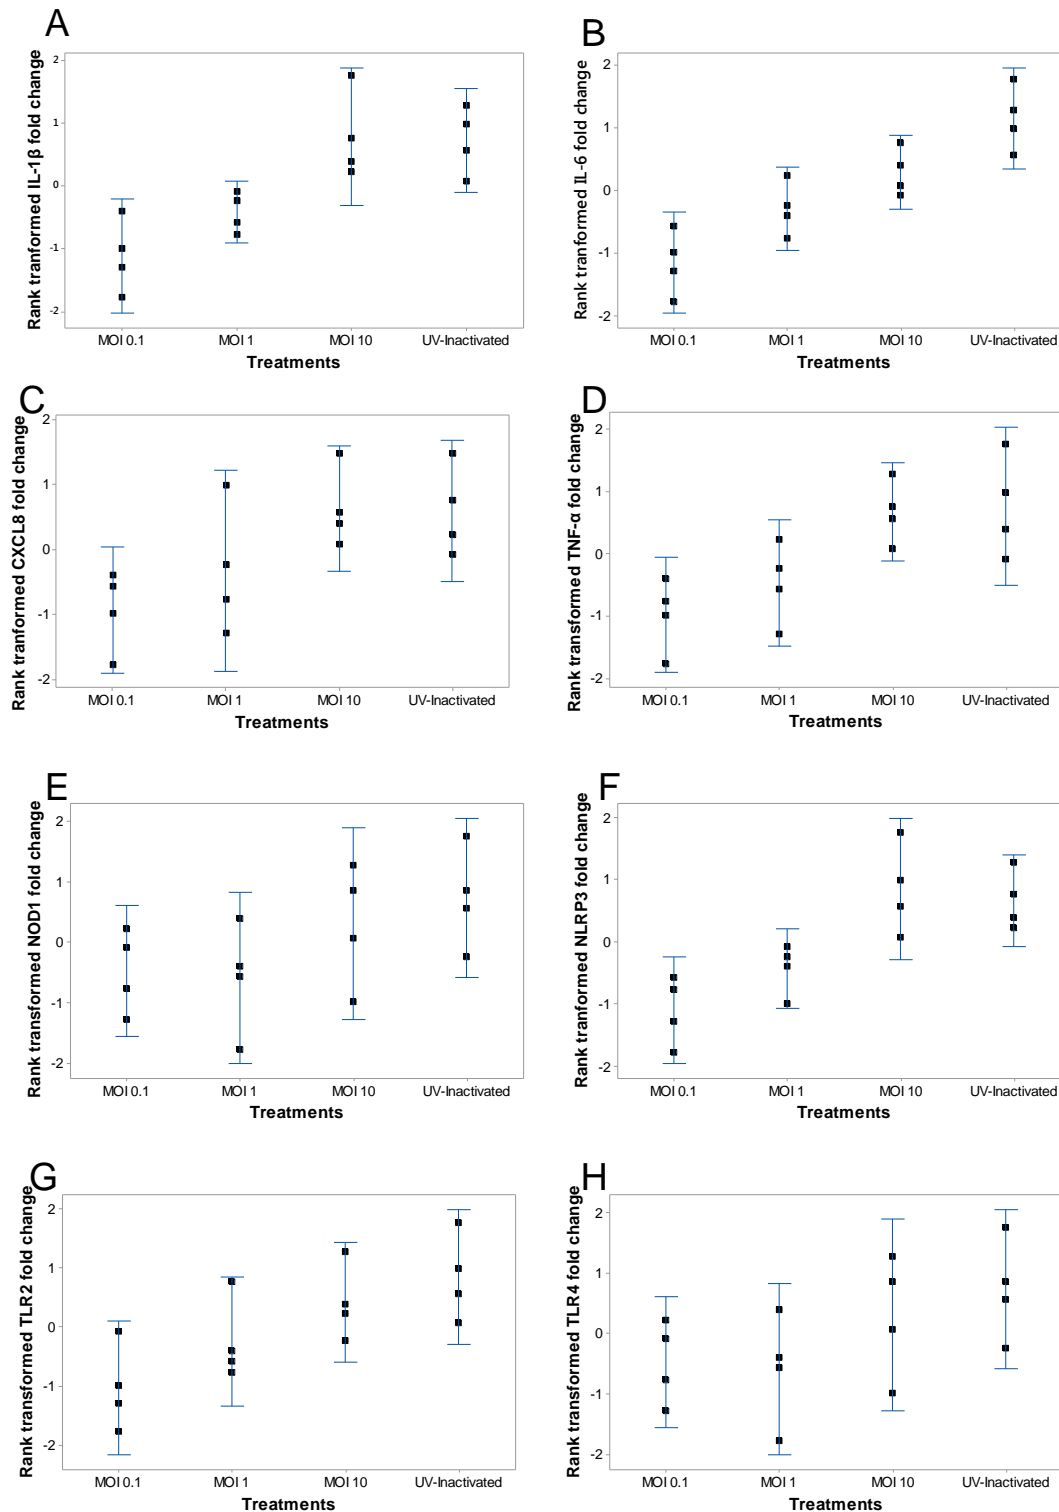 A
Rank tranformed IL-1β fold change
2
1
0
-1
-2
MOI 0.1 MOI 1 MOI 10 UV-Inactivated
Treatments
B
Rank tranformed IL-6 fold change
2
1
0
-1
-2
MOI 0.1 MOI 1 MOI 10 UV-Inactivated
Treatments
C
Rank tranformed CXCL8 fold change
2
1
0
-1
-2
MOI 0.1 MOI 1 MOI 10 UV-Inactivated
Treatments
D
Rank transformed TNF-α fold change
2
1
0
-1
-2
MOI 0.1 MOI 1 MOI 10 UV-Inactivated
Treatments
E
Rank transformed NOD1 fold change
2
1
0
-1
-2
MOI 0.1 MOI 1 MOI 10 UV-Inactivated
Treatments
F
Rank tranformed NLRP3 fold change
2
1
0
-1
-2
MOI 0.1 MOI 1 MOI 10 UV-Inactivated
Treatments
G
Rank transformed TLR2 fold change
2
1
0
-1
-2
MOI 0.1 MOI 1 MOI 10 UV-Inactivated
Treatments
H
Rank transformed TLR4 fold change
2
1
0
-1
-2
MOI 0.1 MOI 1 MOI 10 UV-Inactivated
Treatments